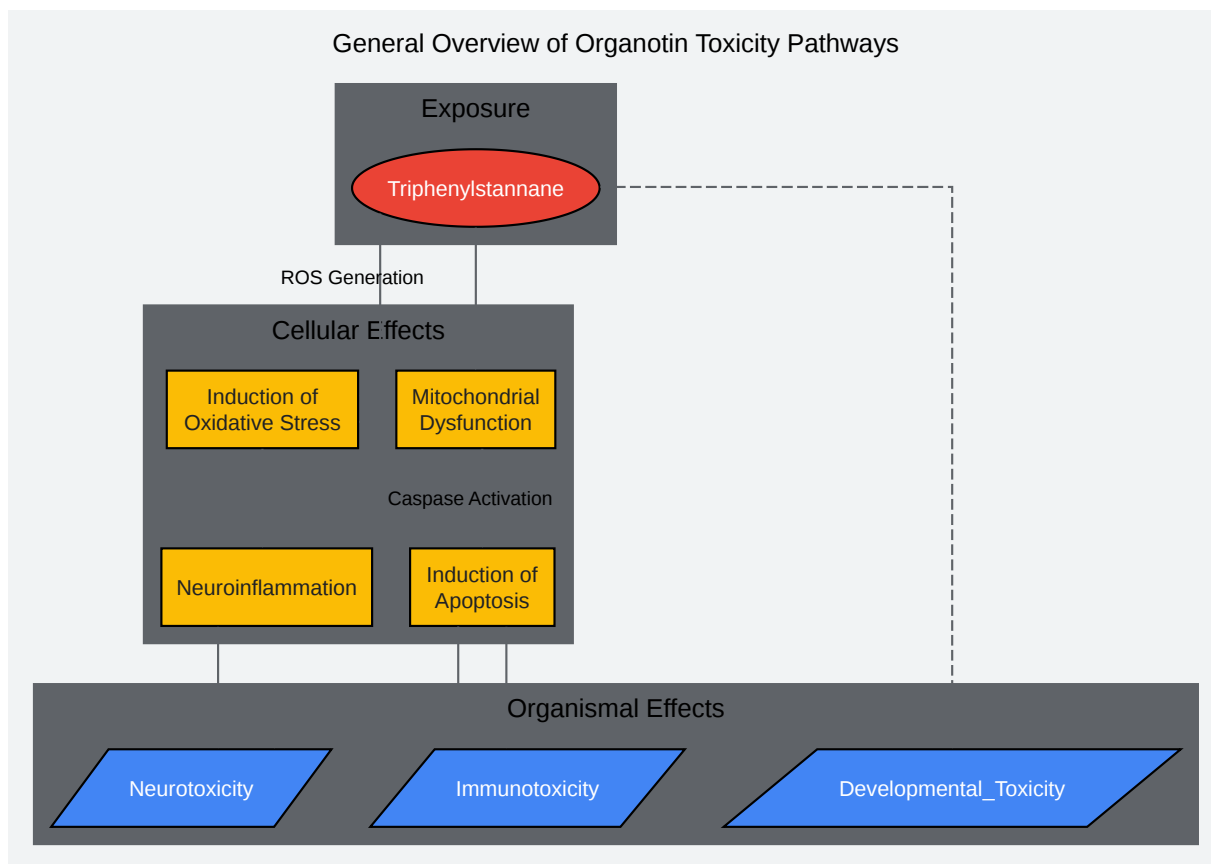 General Overview of Organotin Toxicity Pathways
Exposure
Triphenylstannane
ROS Generation
Cellular Effects
Induction of
Oxidative Stress
Mitochondrial
Dysfunction
Caspase Activation
Neuroinflammation
Induction of
Apoptosis
Organismal Effects
Neurotoxicity
Immunotoxicity
Developmental_Toxicity